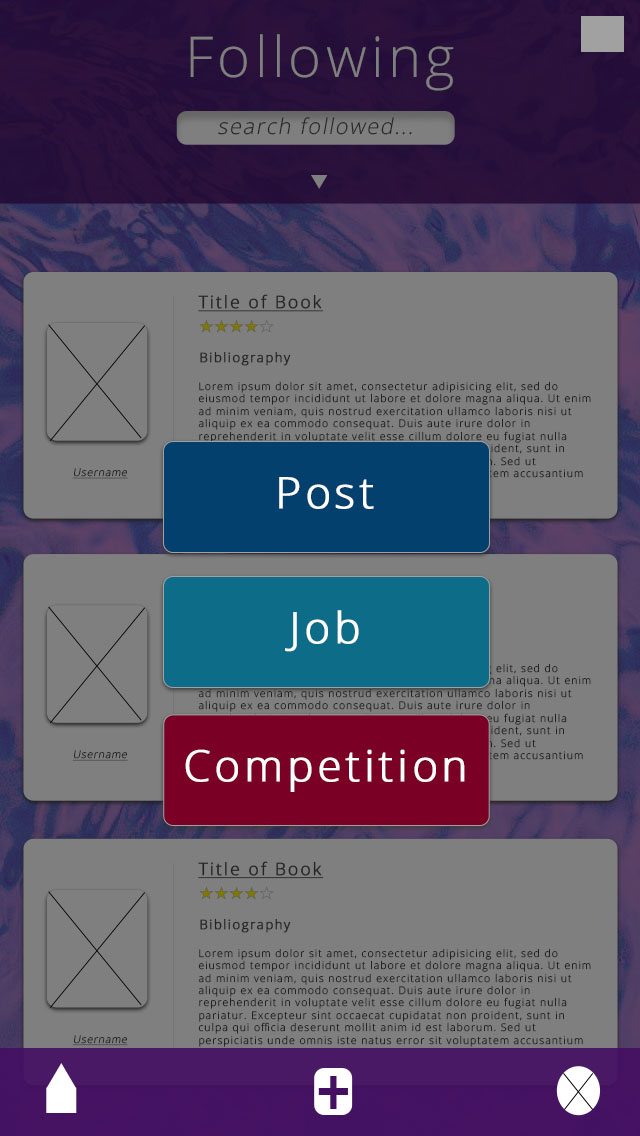 Following
search followed...
Title of Book
Bibliography
Lorem ipsum dolor sit amet, consectetur adipisicing elit, sed do
eiusmod tempor incididunt ut labore et dolore magna aliqua. Ut enim
ad minim veniam, quis nostrud exercitation ullamco laboris nisi ut
aliquip ex ea commodo consequat. Duis aute irure dolor in
reprehenderit in voluptate velit esse cillum dolore eu fugiat nulla
ident, sunt in
Sed ut
tem accusantium
Username
Post
Job
elit, sed do
na aliqua. Ut enim
ad minim veniam, quis nostrud exercitation ullamco laboris nisi ut
aliquip ex ea commodo consequat. Duis aute irure dolor in
eu fugiat nulla
ident, sunt in
Sed ut
tem accusantium
Username
Competition
Title of Book
Bibliography
Lorem ipsum dolor sit amet, consectetur adipisicing elit, sed do
eiusmod tempor incididunt ut labore et dolore magna aliqua. Ut enim
ad minim veniam, quis nostrud exercitation ullamco laboris nisi ut
aliquip ex ea commodo consequat. Duis aute irure dolor in
reprehenderit in voluptate velit esse cillum dolore eu fugiat nulla
pariatur. Excepteur sint occaecat cupidatat non proident, sunt in
culpa qui officia deserunt mollit anim id est laborum. Sed ut
perspiciatis unde omnis iste natus error sit voluptatem accusantium
Username